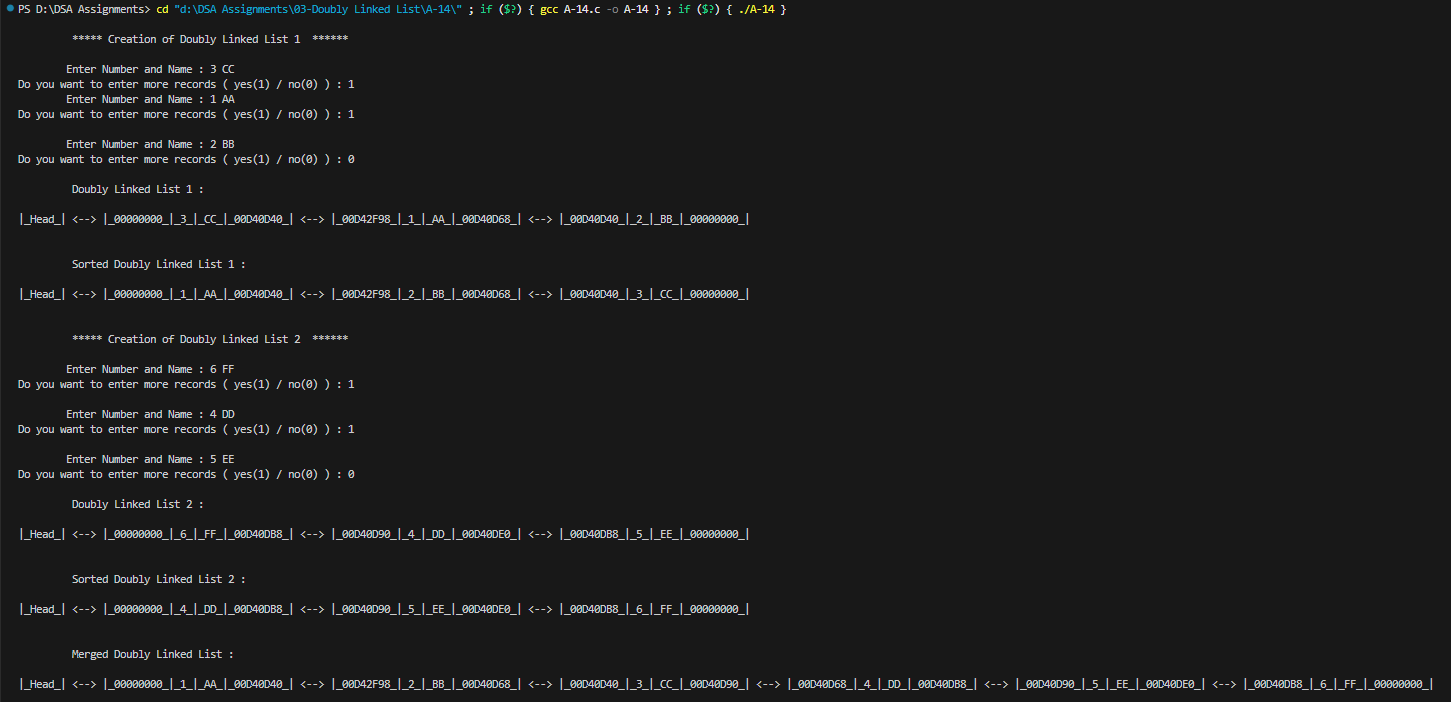 PS D:\DSA Assignments> cd "d:\DSA Assignments\03-Doubly Linked List\A-14\" ; if ($?) { gcc A-14.c -o A-14 } ; if ($?) { ./A-14 }
***** Creation of Doubly Linked List 1  ******
Enter Number and Name : 3 CC
Do you want to enter more records ( yes(1) / no(0) ) : 1
Enter Number and Name : 1 AA
Do you want to enter more records ( yes(1) / no(0) ) : 1
Enter Number and Name : 2 BB
Do you want to enter more records ( yes(1) / no(0) ) : 0
Doubly Linked List 1 :
|_Head_| <--> |_00000000_|_3_|_CC_|_00D40D40_| <--> |_00D42F98_|_1_|_AA_|_00D40D68_| <--> |_00D40D40_|_2_|_BB_|_00000000_|
Sorted Doubly Linked List 1 :
|_Head_| <--> |_00000000_|_1_|_AA_|_00D40D40_| <--> |_00D42F98_|_2_|_BB_|_00D40D68_| <--> |_00D40D40_|_3_|_CC_|_00000000_|
***** Creation of Doubly Linked List 2  ******
Enter Number and Name : 6 FF
Do you want to enter more records ( yes(1) / no(0) ) : 1
Enter Number and Name : 4 DD
Do you want to enter more records ( yes(1) / no(0) ) : 1
Enter Number and Name : 5 EE
Do you want to enter more records ( yes(1) / no(0) ) : 0
Doubly Linked List 2 :
|_Head_| <--> |_00000000_|_6_|_FF_|_00D40DB8_| <--> |_00D40D90_|_4_|_DD_|_00D40DE0_| <--> |_00D40DB8_|_5_|_EE_|_00000000_|
Sorted Doubly Linked List 2 :
|_Head_| <--> |_00000000_|_4_|_DD_|_00D40DB8_| <--> |_00D40D90_|_5_|_EE_|_00D40DE0_| <--> |_00D40DB8_|_6_|_FF_|_00000000_|
Merged Doubly Linked List :
|_Head_| <--> |_00000000_|_1_|_AA_|_00D40D40_| <--> |_00D42F98_|_2_|_BB_|_00D40D68_| <--> |_00D40D40_|_3_|_CC_|_00D40D90_| <--> |_00D40D68_|_4_|_DD_|_00D40DB8_| <--> |_00D40D90_|_5_|_EE_|_00D40DE0_| <--> |_00D40DB8_|_6_|_FF_|_00000000_|